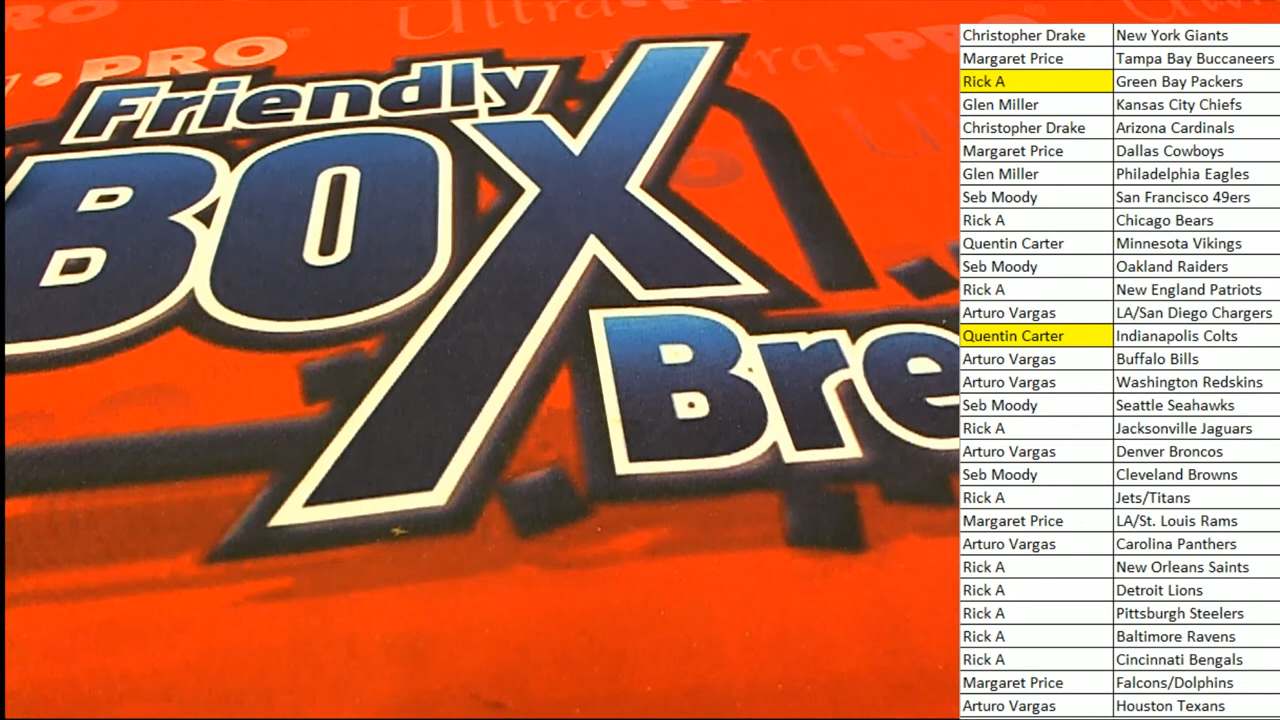 Ultra PRO
PRO
PRO
Friendly
BOX
Bre
Christopher Drake New York Giants
Margaret Price Tampa Bay Buccaneers
Rick A Green Bay Packers
Glen Miller Kansas City Chiefs
Christopher Drake Arizona Cardinals
Margaret Price Dallas Cowboys
Glen Miller Philadelphia Eagles
Seb Moody San Francisco 49ers
Rick A Chicago Bears
Quentin Carter Minnesota Vikings
Seb Moody Oakland Raiders
Rick A New England Patriots
Arturo Vargas LA/San Diego Chargers
Quentin Carter Indianapolis Colts
Arturo Vargas Buffalo Bills
Arturo Vargas Washington Redskins
Seb Moody Seattle Seahawks
Rick A Jacksonville Jaguars
Arturo Vargas Denver Broncos
Seb Moody Cleveland Browns
Rick A Jets/Titans
Margaret Price LA/St. Louis Rams
Arturo Vargas Carolina Panthers
Rick A New Orleans Saints
Rick A Detroit Lions
Rick A Pittsburgh Steelers
Rick A Baltimore Ravens
Rick A Cincinnati Bengals
Margaret Price Falcons/Dolphins
Arturo Vargas Houston Texans